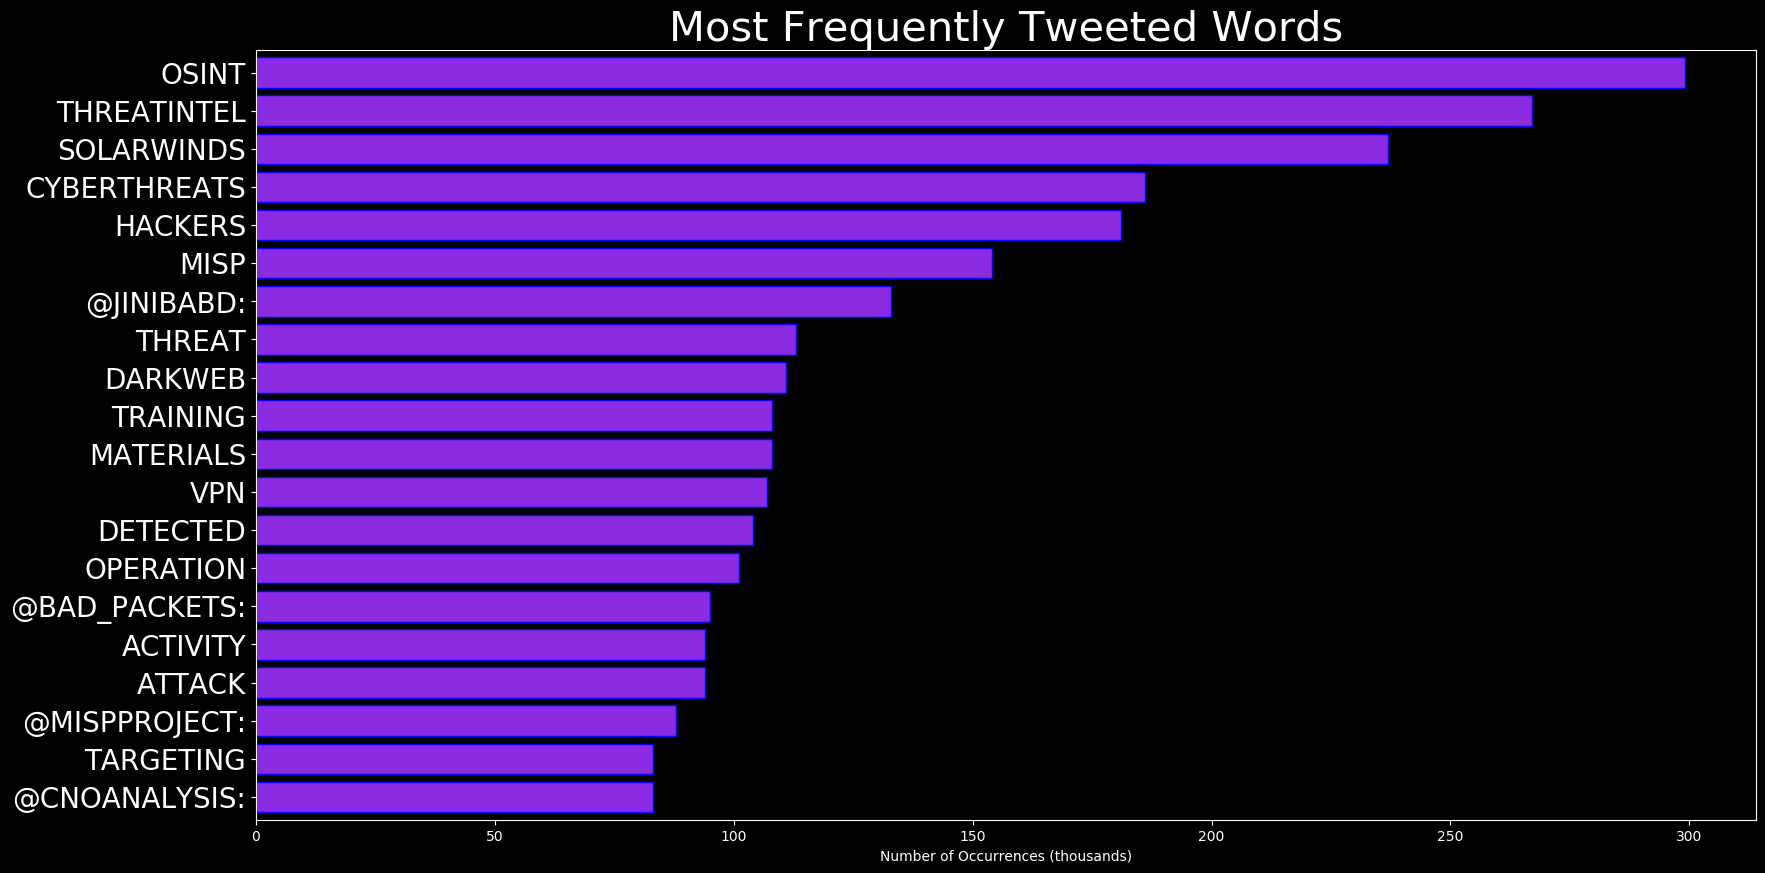 Most Frequently Tweeted Words
OSINT
THREATINTEL
SOLARWINDS
CYBERTHREATS
HACKERS
MISP
@JINIBABD:
THREAT
DARKWEB
TRAINING
MATERIALS
VPN
DETECTED
OPERATION
@BAD_PACKETS:
ACTIVITY
ATTACK
@MISPPROJECT:
TARGETING
@CNOANALYSIS:
0 50 100 150 200 250 300
Number of Occurrences (thousands)